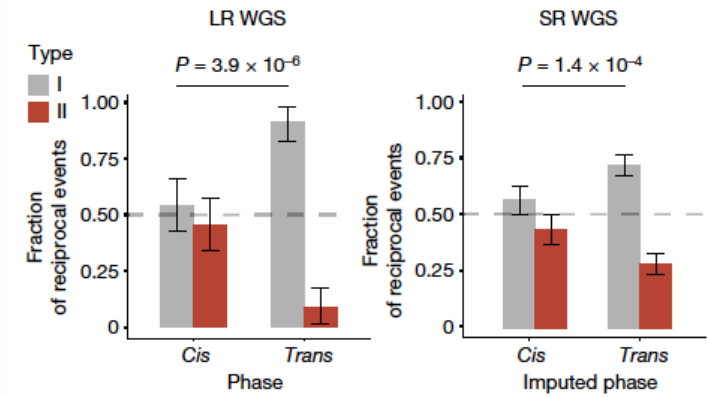 LR WGS
SR WGS
Type
I
II
P = 3.9 × 10–6
P = 1.4 × 10–4
Fraction
of reciprocal events
1.00
0.75
0.50
0.25
0
Cis
Trans
Phase
Fraction
of reciprocal events
1.00
0.75
0.50
0.25
0
Cis
Trans
Imputed phase